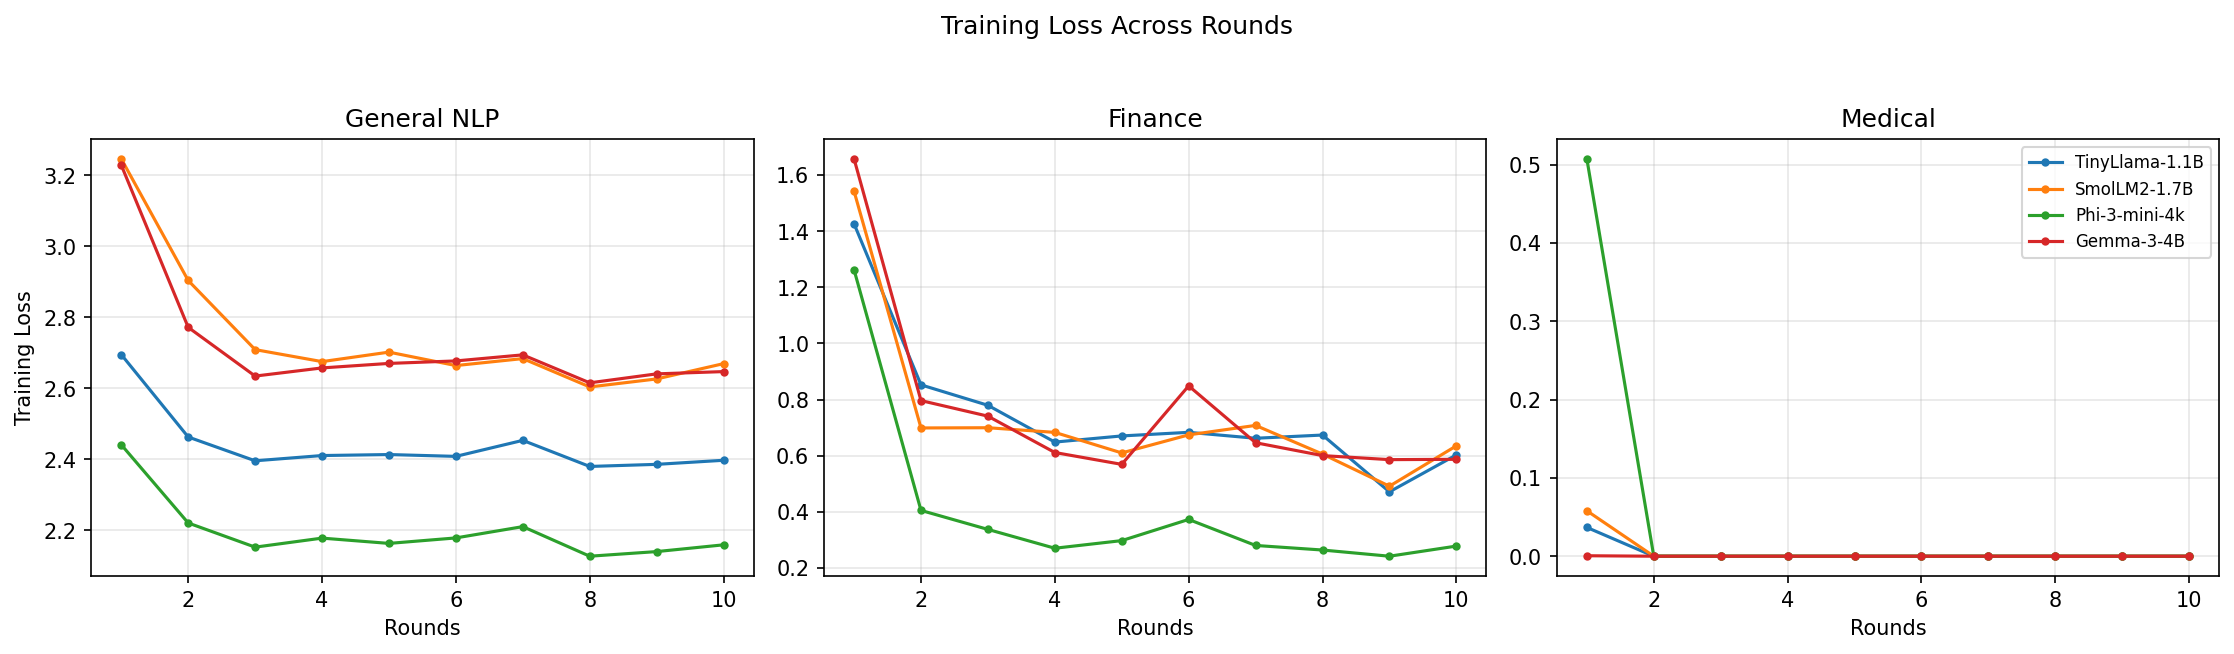 Training Loss Across Rounds
General NLP
Training Loss
3.2
3.0
2.8
2.6
2.4
2.2
2 4 6 8 10
Rounds
Finance
1.6
1.4
1.2
1.0
0.8
0.6
0.4
0.2
2 4 6 8 10
Rounds
Medical
0.5
0.4
0.3
0.2
0.1
0.0
2 4 6 8 10
Rounds
TinyLlama-1.1B
SmolLM2-1.7B
Phi-3-mini-4k
Gemma-3-4B